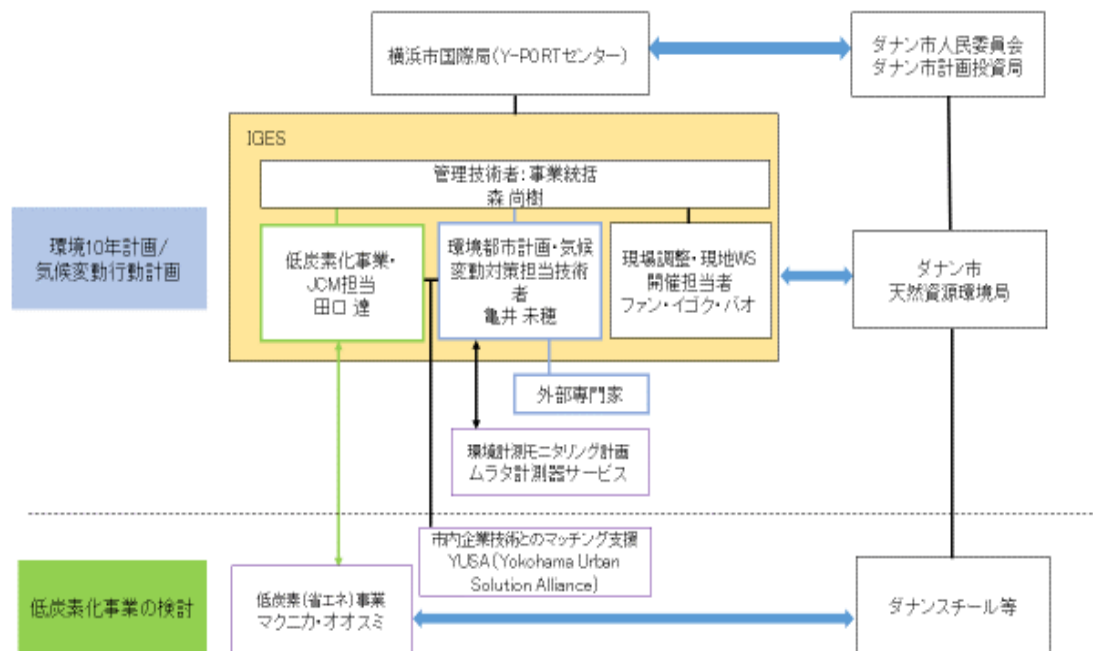 横浜市国際局(Y-PORTセンター)
ダナン市人民委員会
ダナン市計画投資局
IGES
管理技術者:事業統括
森 尚樹
環境10年計画/
気候変動行動計画
低炭素化事業・
JCM担当
田口 達
環境都市計画・気候
変動対策担当技術
者
亀井 未穂
現場調整・現地WS
開催担当者
ファン・イゴク・バオ
ダナン市
天然資源環境局
外部専門家
環境計測モニタリング計画
ムラタ計測器サービス
市内企業技術とのマッチング支援
YUSA(Yokohama Urban
Solution Alliance)
低炭素化事業の検討
低炭素(省エネ)事業
マクニカ・オオスミ
ダナンスチール等